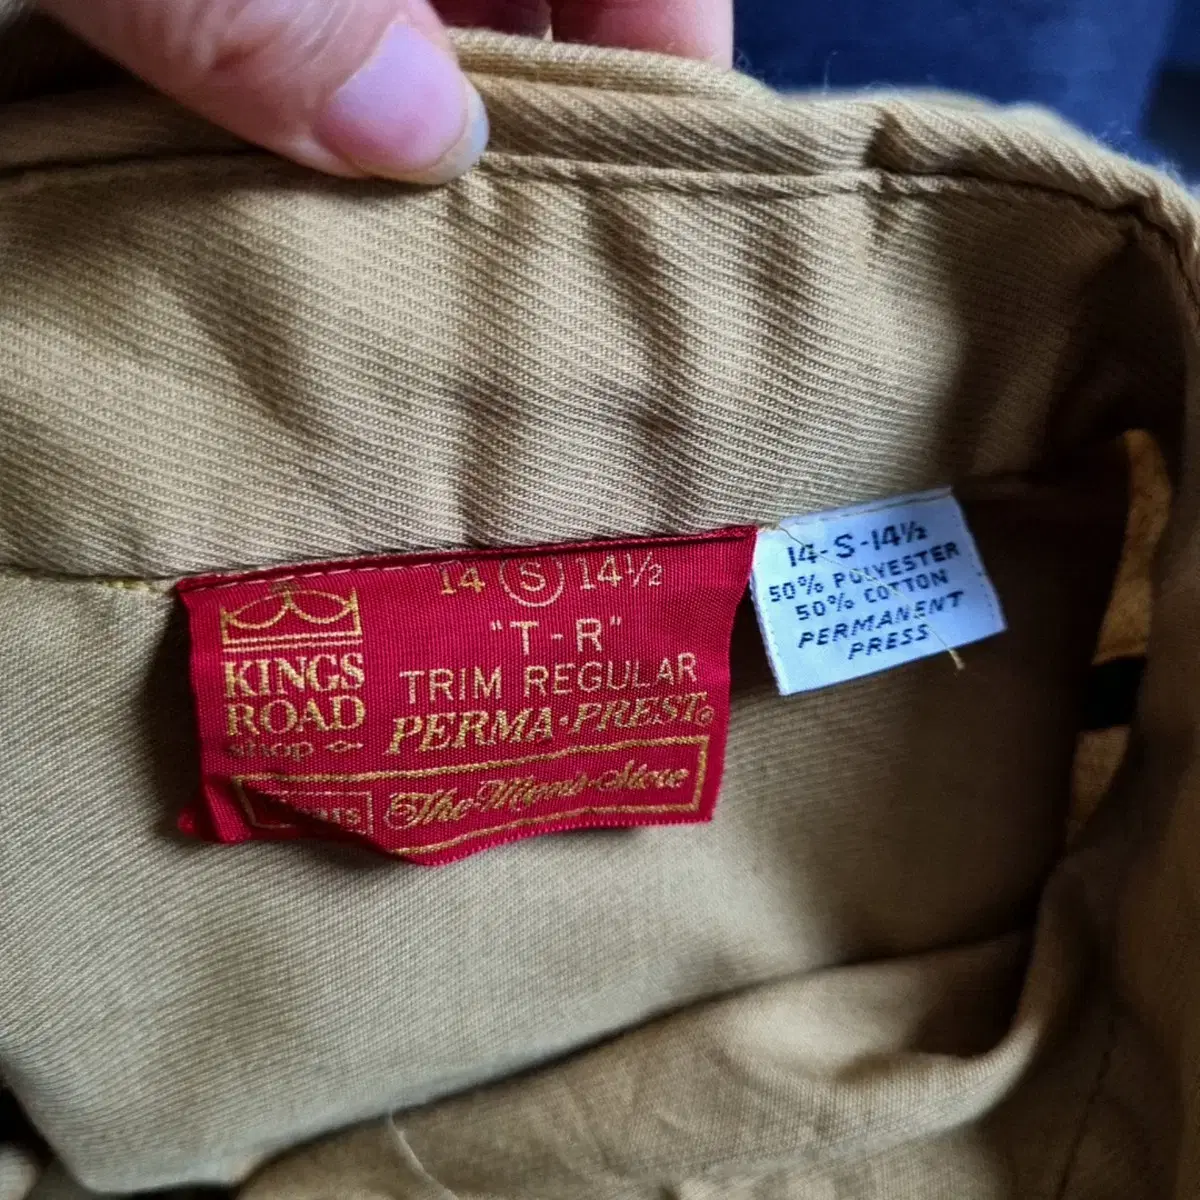 14 S 14½
"T-R"
TRIM REGULAR
PERMA-PREST®
KINGS
ROAD
shop
The Men's Store
14-S-14½
50% POLYESTER
50% COTTON
PERMANENT
PRESS